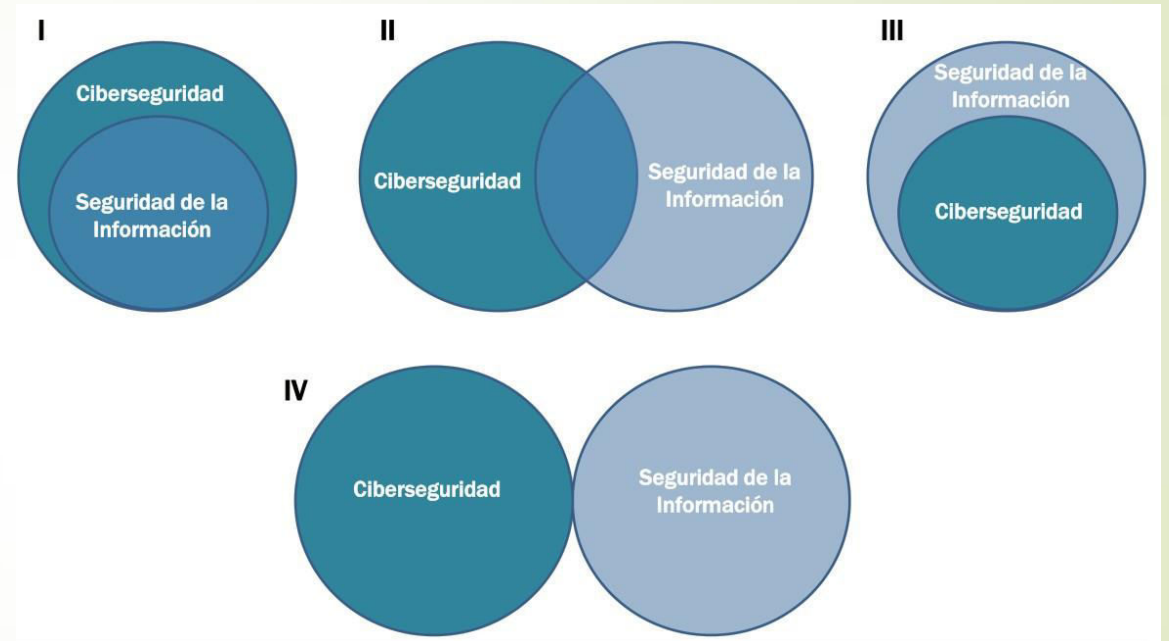 I
Ciberseguridad
Seguridad de la
Información
II
Ciberseguridad
Seguridad de la
Información
III
Seguridad de la
Información
Ciberseguridad
IV
Ciberseguridad
Seguridad de la
Información